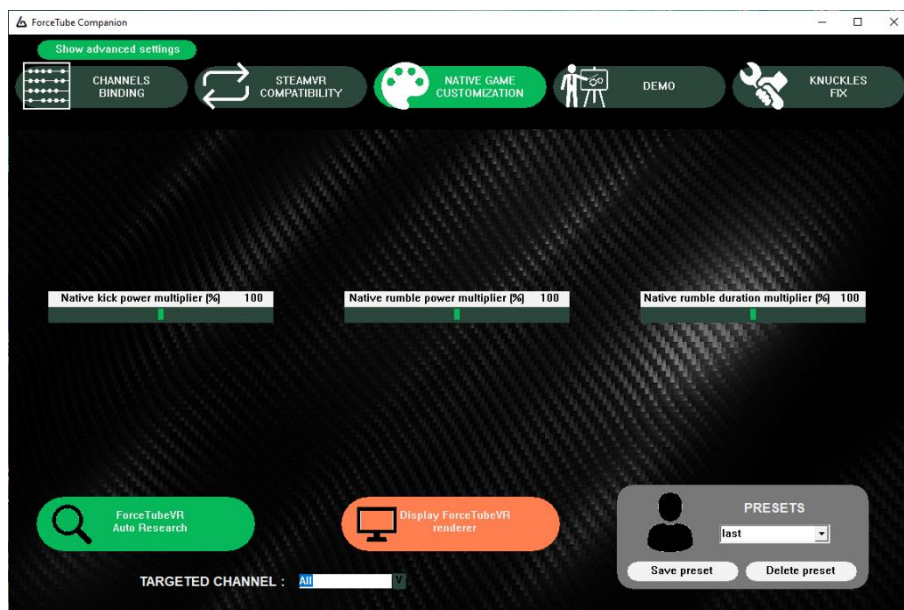 ForceTube Companion
Show advanced settings
CHANNELS
BINDING
STEAMVR
COMPATIBILITY
NATIVE GAME
CUSTOMIZATION
DEMO
KNUCKLES
FIX
Native kick power multiplier (%) 100
Native rumble power multiplier (%) 100
Native rumble duration multiplier (%) 100
ForceTubeVR
Auto Research
Display ForceTubeVR
renderer
PRESETS
last
Save preset
Delete preset
TARGETED CHANNEL : All V